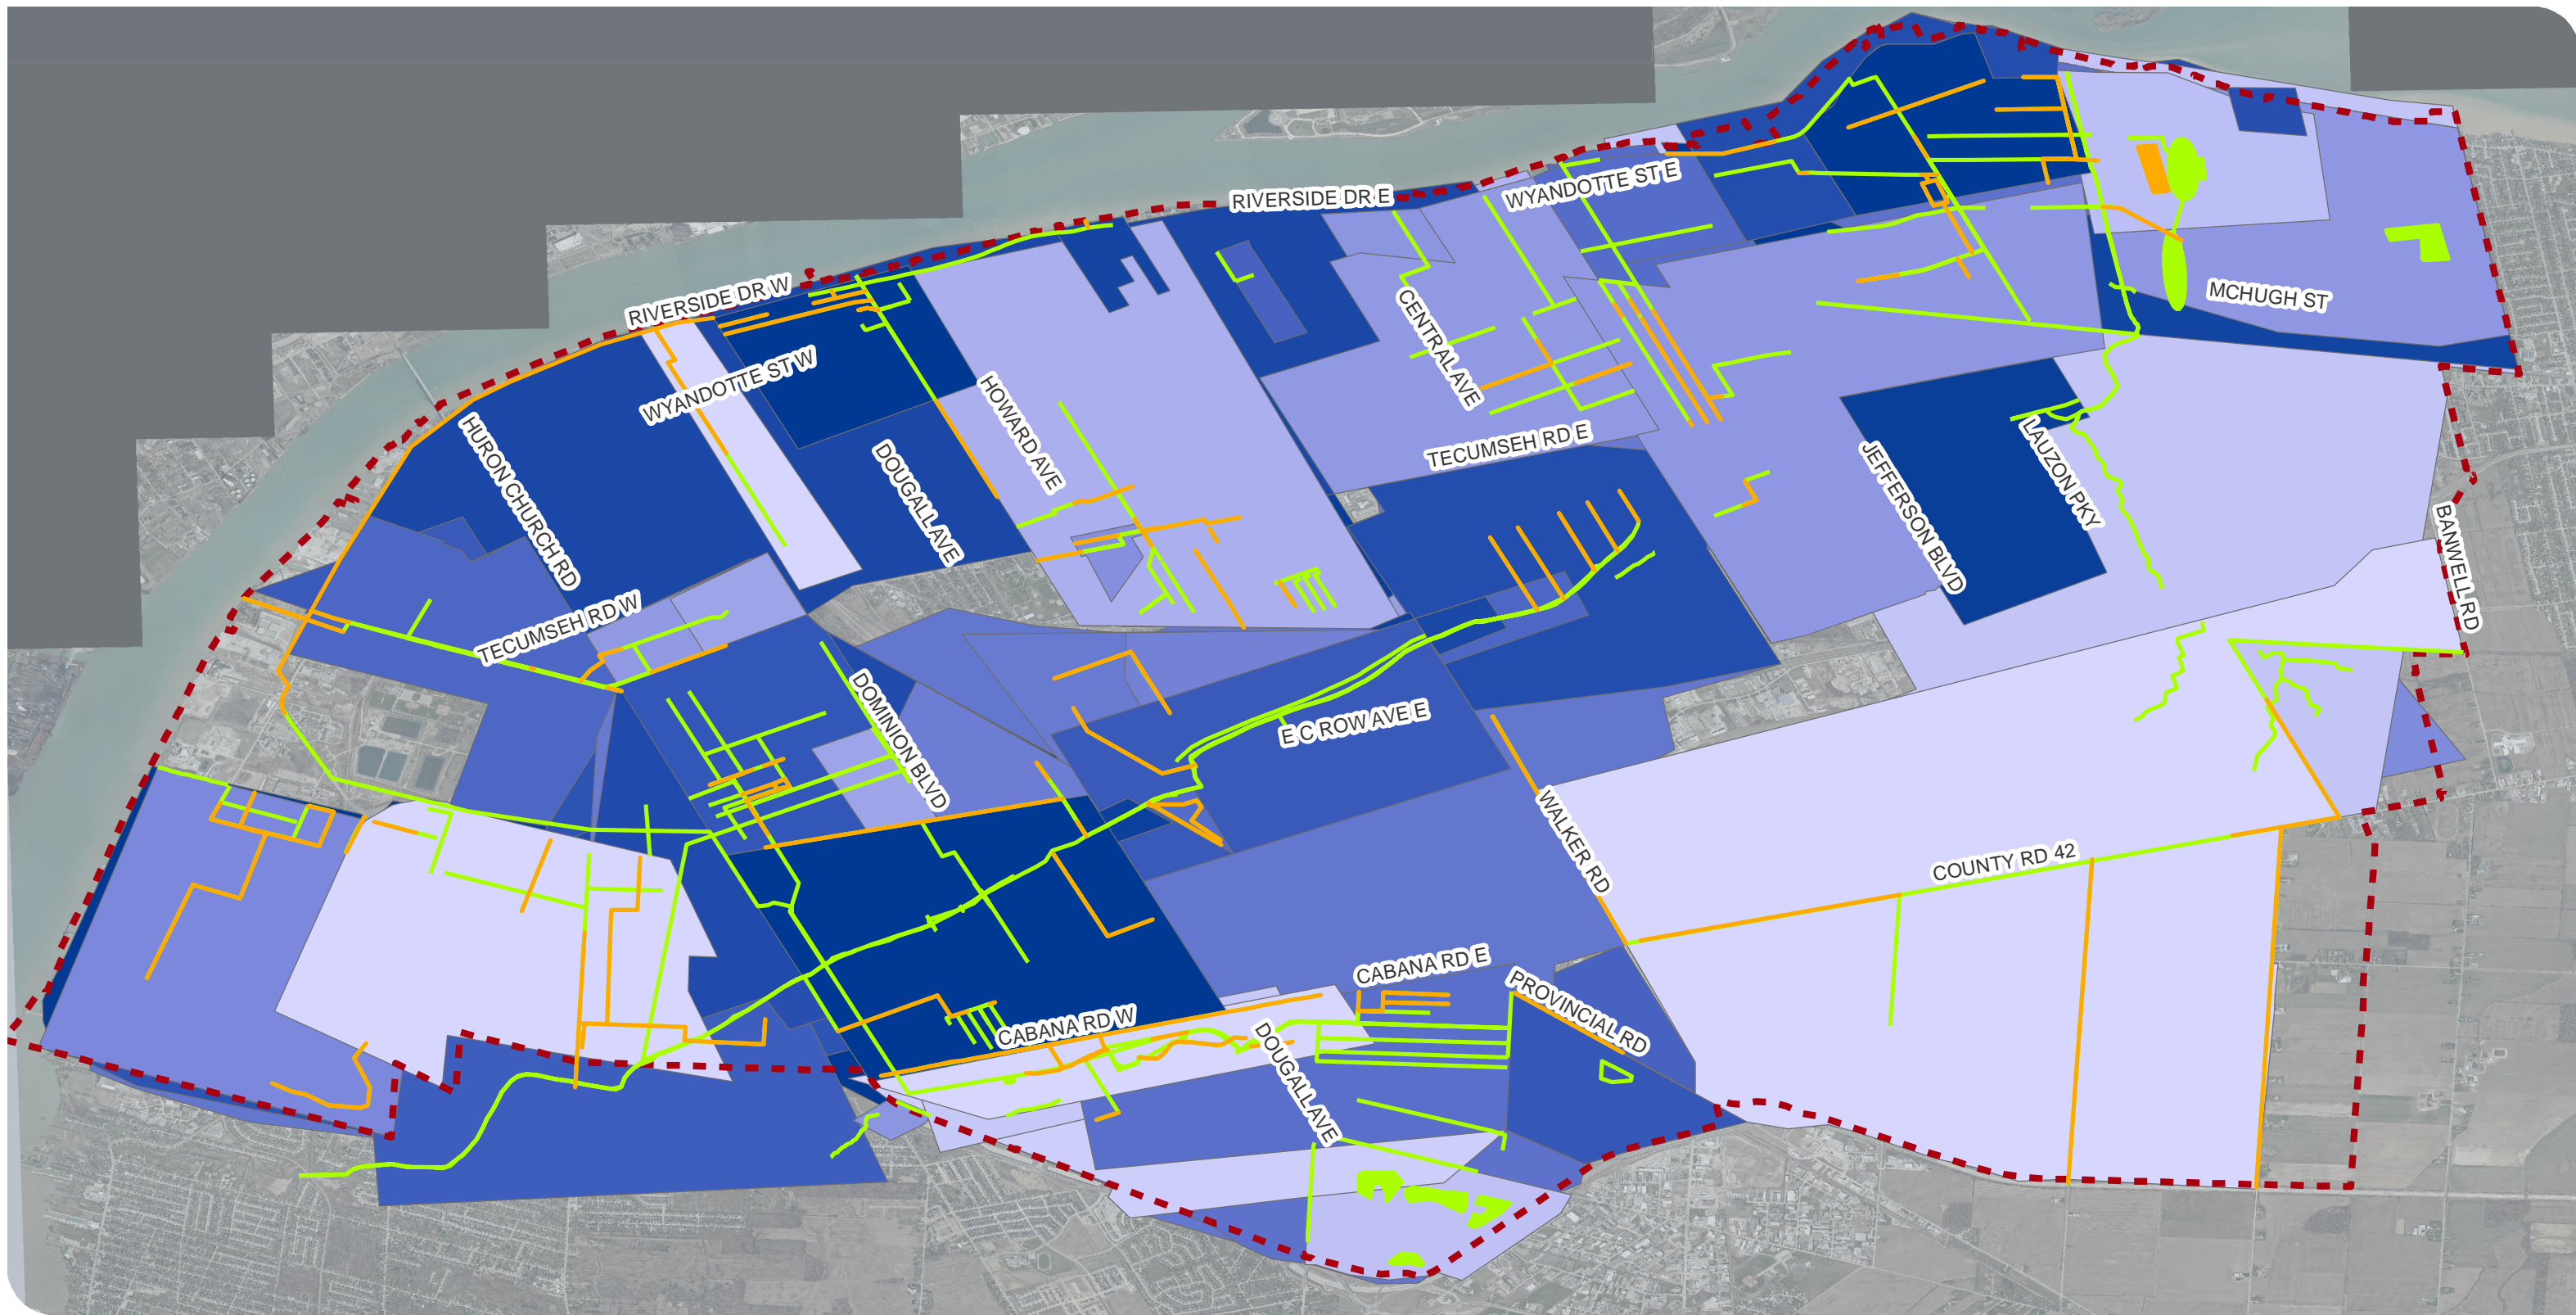 RIVERSIDE DR E
WYANDOTTE ST E
RIVERSIDE DR W
MCHUGH ST
CENTRAL AVE
WYANDOTTE ST W
HOWARD AVE
HURON CHURCH RD
DOUGALL AVE
TECUMSEH RD E
JEFFERSON BLVD
LAUZON PKY
BANWELL RD
TECUMSEH RD W
DOMINION BLVD
E C ROW AVE E
WALKER RD
COUNTY RD 42
CABANA RD E
PROVINCIAL RD
CABANA RD W
DOUGALL AVE